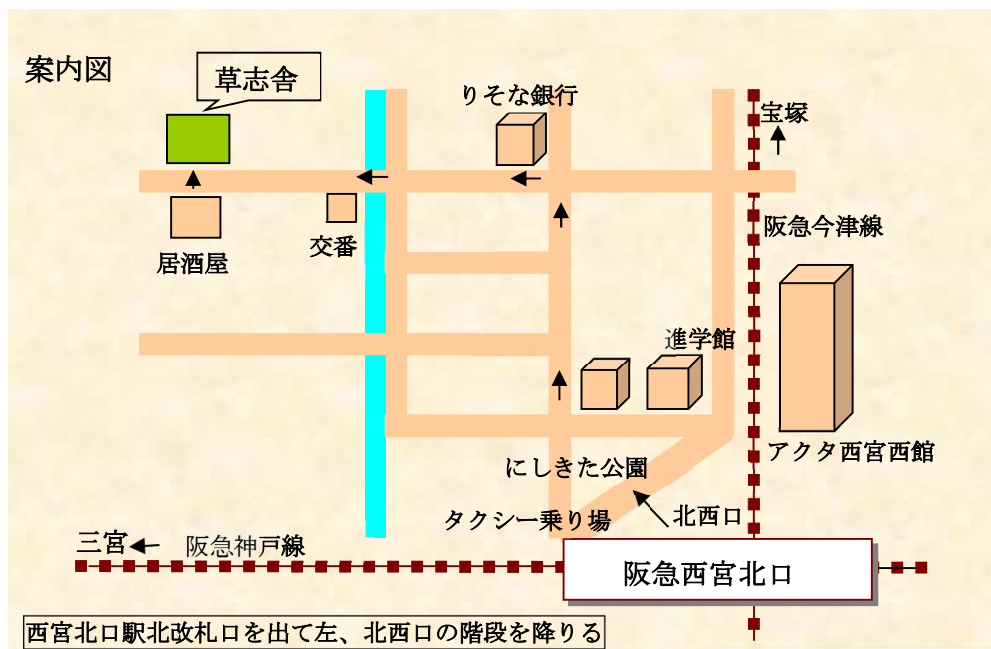 案内図
草志舎
りそな銀行
宝塚
阪急今津線
居酒屋
交番
進学館
アクタ西宮西館
にしきた公園
タクシー乗り場
北西口
三宮
阪急神戸線
阪急西宮北口
西宮北口駅北改札口を出て左、北西口の階段を降りる